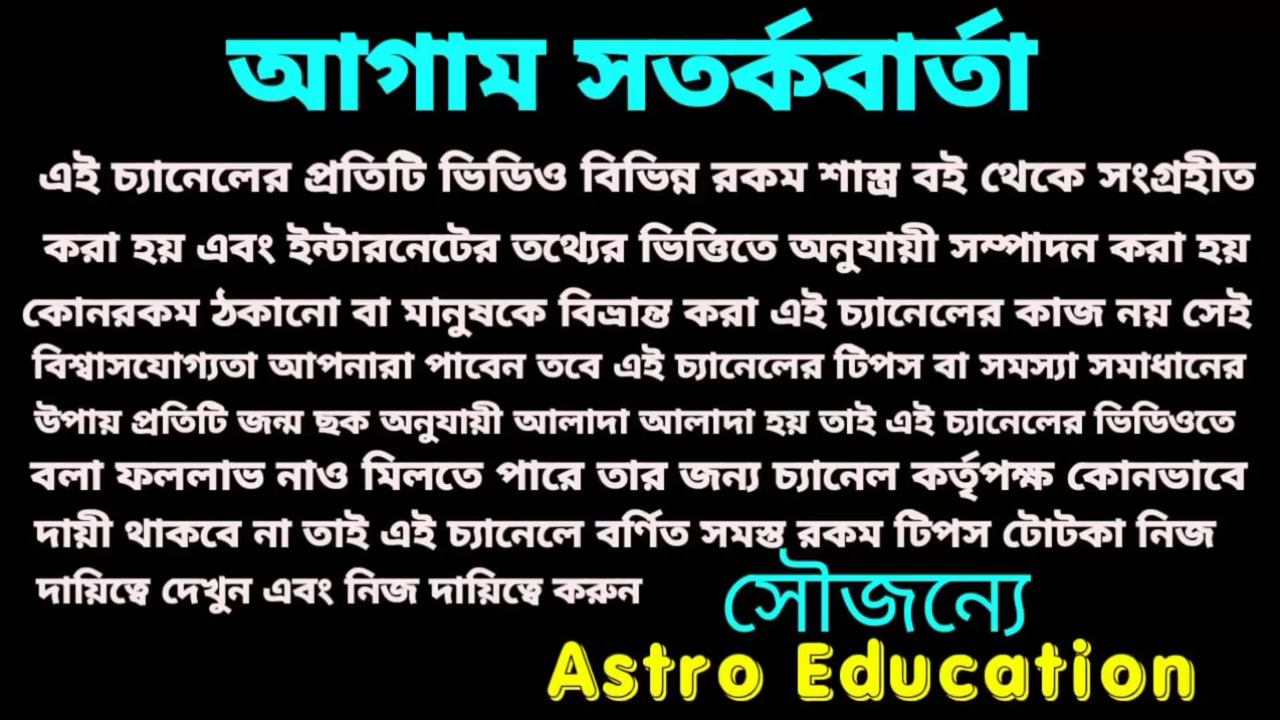 আগাম সতর্কবার্তা
এই চ্যানেলের প্রতিটি ভিডিও বিভিন্ন রকম শাস্ত্র বই থেকে সংগ্রহীত
করা হয় এবং ইন্টারনেটের তথ্যের ভিত্তিতে অনুযায়ী সম্পাদন করা হয়
কোনরকম ঠকানো বা মানুষকে বিভ্রান্ত করা এই চ্যানেলের কাজ নয় সেই
বিশ্বাসযোগ্যতা আপনারা পাবেন তবে এই চ্যানেলের টিপস বা সমস্যা সমাধানের
উপায় প্রতিটি জন্ম ছক অনুযায়ী আলাদা আলাদা হয় তাই এই চ্যানেলের ভিডিওতে
বলা ফললাভ নাও মিলতে পারে তার জন্য চ্যানেল কর্তৃপক্ষ কোনভাবে
দায়ী থাকবে না তাই এই চ্যানেলে বর্ণিত সমস্ত রকম টিপস টোটকা নিজ
দায়িত্বে দেখুন এবং নিজ দায়িত্বে করুন
সৌজন্যে
Astro Education